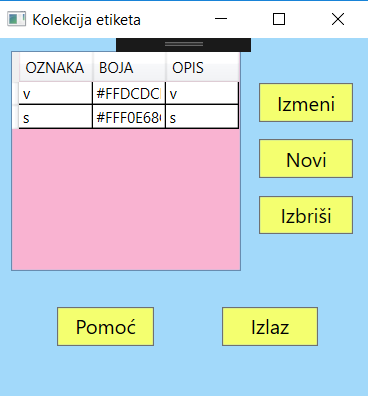 Kolekcija etiketa
OZNAKA BOJA OPIS
v #FFDCDC v
s #FFF0E68 s
Izmeni
Novi
Izbriši
Pomoć
Izlaz